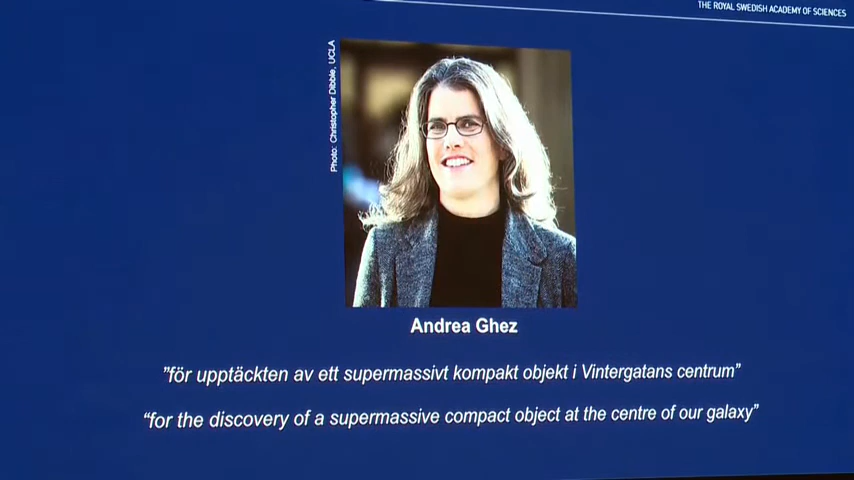 THE ROYAL SWEDISH ACADEMY OF SCIENCES
Photo: Christopher Dibble, UCLA
Andrea Ghez
”för upptäckten av ett supermassivt kompakt objekt i Vintergatans centrum”
“for the discovery of a supermassive compact object at the centre of our galaxy”